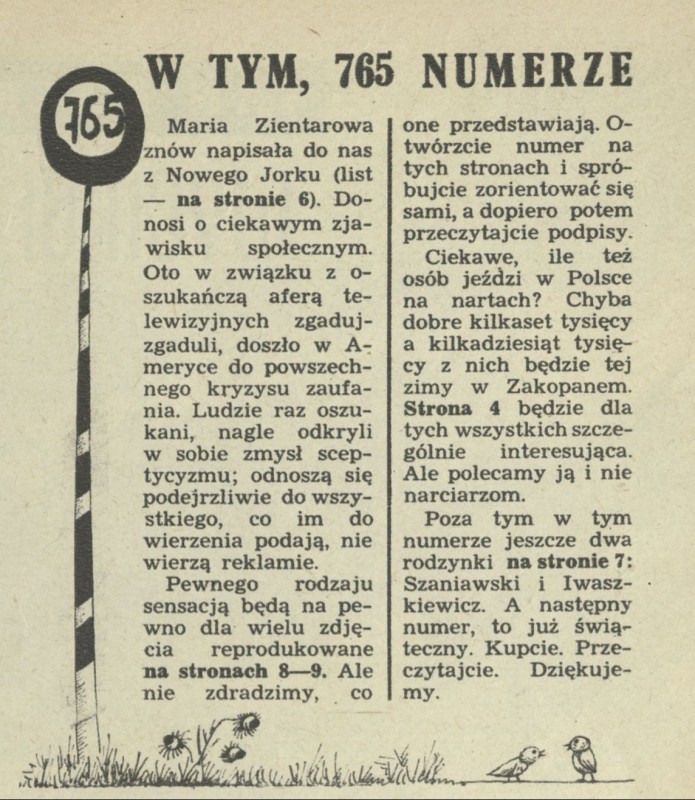 W TYM, 765 NUMERZE
765
Maria Zientarowa
znów napisała do nas
z Nowego Jorku (list
— na stronie 6). Do-
nosi o ciekawym zja-
wisku społecznym.
Oto w związku z o-
szukańczą aferą te-
lewizyjnych zgaduj-
zgaduli, doszło w A-
meryce do powszech-
nego kryzysu zaufa-
nia. Ludzie raz oszu-
kani, nagle odkryli
w sobie zmysł scep-
tycyzmu; odnoszą się
podejrzliwie do wszy-
stkiego, co im do
wierzenia podają, nie
wierzą reklamie.
Pewnego rodzaju
sensacją będą na pe-
wno dla wielu zdję-
cia reprodukowane
na stronach 8—9. Ale
nie zdradzimy, co
one przedstawiają. O-
twórzcie numer na
tych stronach i spró-
bujcie zorientować się
sami, a dopiero potem
przeczytajcie podpisy.
Ciekawe, ile też
osób jeździ w Polsce
na nartach? Chyba
dobre kilkaset tysięcy
a kilkadziesiąt tysię-
cy z nich będzie tej
zimy w Zakopanem.
Strona 4 będzie dla
tych wszystkich szcze-
gólnie interesująca.
Ale polecamy ją i nie
narciarzom.
Poza tym w tym
numerze jeszcze dwa
rodzynki na stronie 7:
Szaniawski i Iwasz-
kiewicz. A następny
numer, to już świą-
teczny. Kupcie. Prze-
czytajcie. Dziękuje-
my.